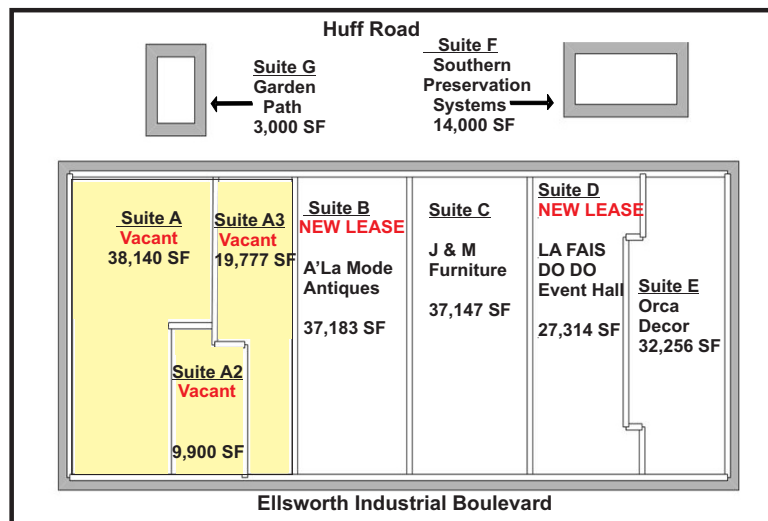 Huff Road
Suite G
Garden
Path
3,000 SF
Suite F
Southern
Preservation
Systems
14,000 SF
Suite A
Vacant
38,140 SF
Suite A3
Vacant
19,777 SF
Suite A2
Vacant
9,900 SF
Suite B
NEW LEASE
A'La Mode
Antiques
37,183 SF
Suite C
J & M
Furniture
37,147 SF
Suite D
NEW LEASE
LA FAIS
DO DO
Event Hall
27,314 SF
Suite E
Orca
Decor
32,256 SF
Ellsworth Industrial Boulevard